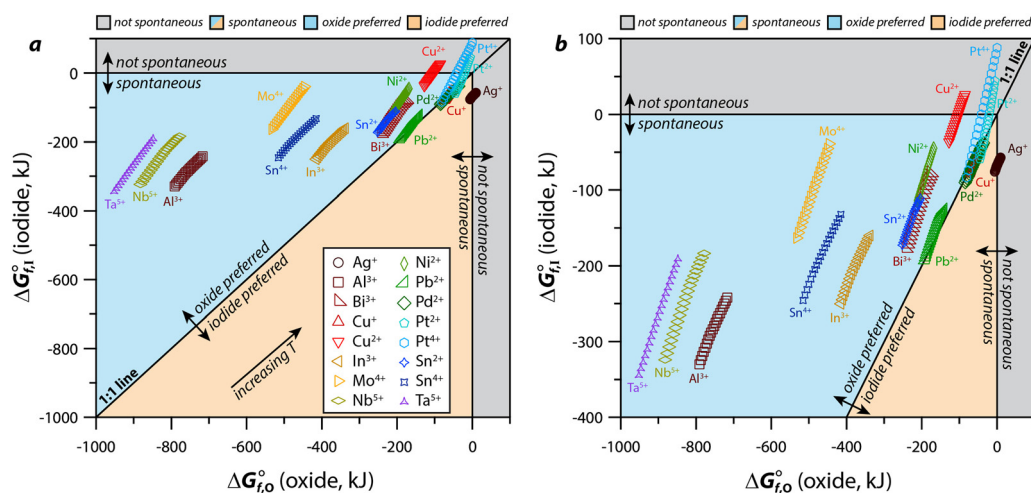 not spontaneous spontaneous oxide preferred iodide preferred
a
not spontaneous
spontaneous
Cu²⁺
Pt⁴⁺
Pt²⁺
Ag⁺
Mo⁴⁺
Ni²⁺
Pd²⁺
Cu⁺
Ta⁵⁺
Nb⁵⁺
Al³⁺
Sn⁴⁺
In³⁺
Sn²⁺
Bi³⁺
Pb²⁺
not spontaneous
spontaneous
oxide preferred
iodide preferred
increasing T
1:1 line
Ag⁺ Ni²⁺
Al³⁺ Pb²⁺
Bi³⁺ Pd²⁺
Cu⁺ Pt²⁺
Cu²⁺ Pt⁴⁺
In³⁺ Sn²⁺
Mo⁴⁺ Sn⁴⁺
Nb⁵⁺ Ta⁵⁺
0
-200
-400
-600
-800
-1000
ΔG°f,I (iodide, kJ)
-1000 -800 -600 -400 -200 0
ΔG°f,O (oxide, kJ)
not spontaneous spontaneous oxide preferred iodide preferred
b
not spontaneous
spontaneous
Pt⁴⁺
1:1 line
Pt²⁺
Cu²⁺
Mo⁴⁺
Ni²⁺
Ag⁺
Cu⁺
Pd²⁺
Sn²⁺
Bi³⁺
Pb²⁺
Sn⁴⁺
In³⁺
Ta⁵⁺
Nb⁵⁺
Al³⁺
not spontaneous
spontaneous
oxide preferred
iodide preferred
100
0
-100
-200
-300
-400
ΔG°f,I (iodide, kJ)
-1000 -800 -600 -400 -200 0
ΔG°f,O (oxide, kJ)